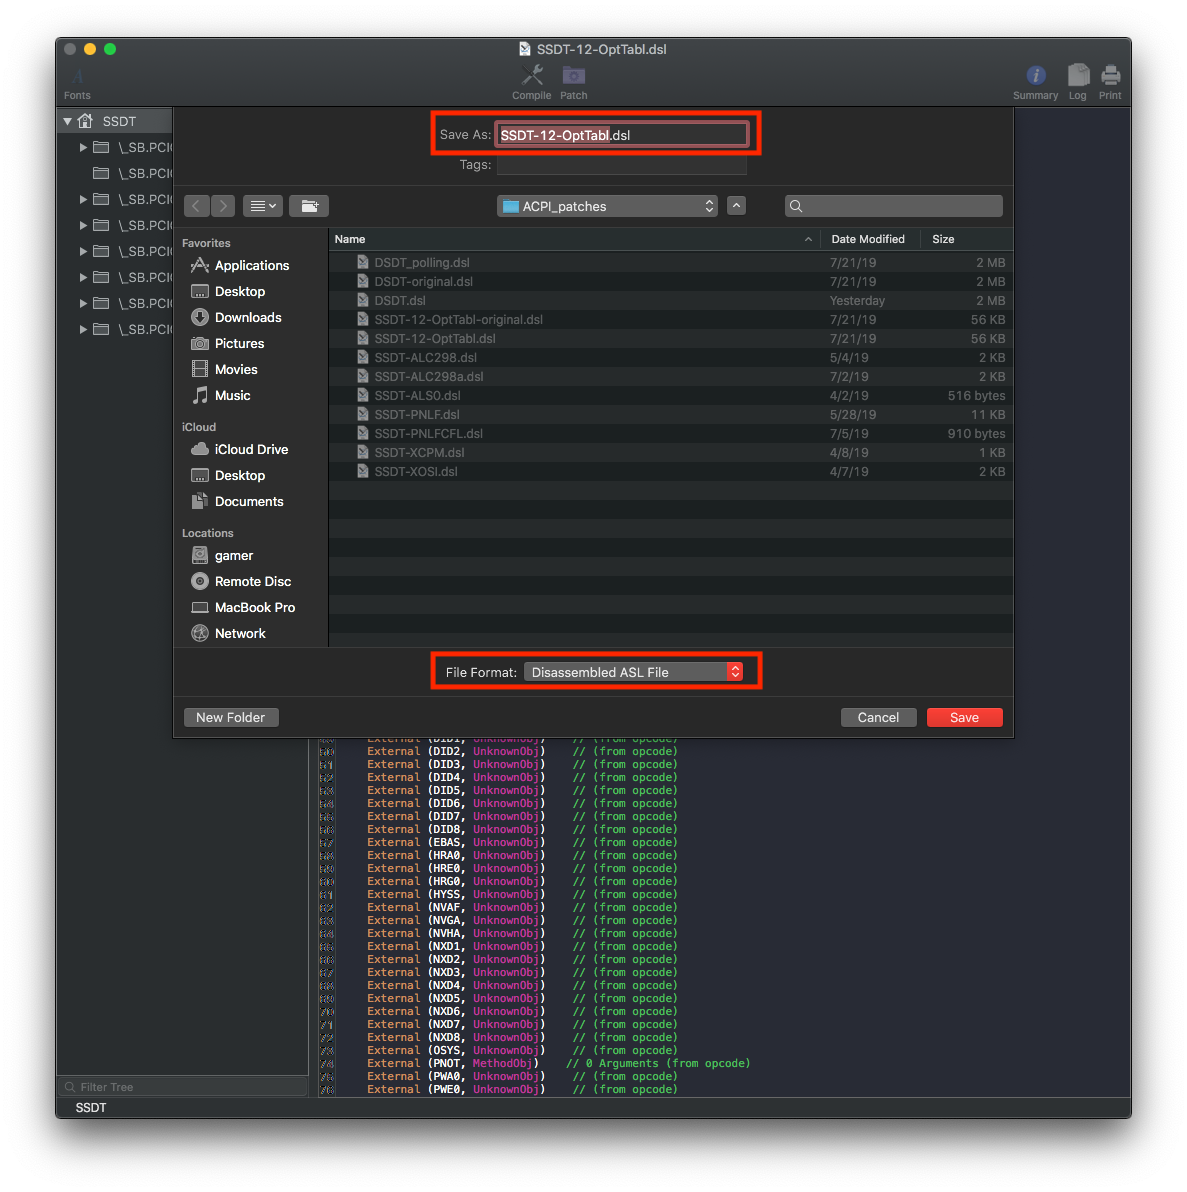 SSDT-12-OptTabl.dsl
Fonts
Compile
Patch
Summary
Log
Print
SSDT
\_SB.PCI
\_SB.PCI
\_SB.PCI
\_SB.PCI
\_SB.PCI
\_SB.PCI
\_SB.PCI
\_SB.PCI
Save As: SSDT-12-OptTabl.dsl
Tags:
ACPI_patches
Favorites
Applications
Desktop
Downloads
Pictures
Movies
Music
iCloud
iCloud Drive
Desktop
Documents
Locations
gamer
Remote Disc
MacBook Pro
Network
Name Date Modified Size
DSDT_polling.dsl 7/21/19 2 MB
DSDT-original.dsl 7/21/19 2 MB
DSDT.dsl Yesterday 2 MB
SSDT-12-OptTabl-original.dsl 7/21/19 56 KB
SSDT-12-OptTabl.dsl 7/21/19 56 KB
SSDT-ALC298.dsl 5/4/19 2 KB
SSDT-ALC298a.dsl 7/2/19 2 KB
SSDT-ALS0.dsl 4/2/19 516 bytes
SSDT-PNLF.dsl 5/28/19 11 KB
SSDT-PNLFCFL.dsl 7/5/19 910 bytes
SSDT-XCPM.dsl 4/8/19 1 KB
SSDT-XOSI.dsl 4/7/19 2 KB
File Format: Disassembled ASL File
New Folder
Cancel
Save
External (DID1, UnknownObj) // (from opcode)
External (DID2, UnknownObj) // (from opcode)
External (DID3, UnknownObj) // (from opcode)
External (DID4, UnknownObj) // (from opcode)
External (DID5, UnknownObj) // (from opcode)
External (DID6, UnknownObj) // (from opcode)
External (DID7, UnknownObj) // (from opcode)
External (DID8, UnknownObj) // (from opcode)
External (EBAS, UnknownObj) // (from opcode)
External (HRA0, UnknownObj) // (from opcode)
External (HRE0, UnknownObj) // (from opcode)
External (HRG0, UnknownObj) // (from opcode)
External (HYSS, UnknownObj) // (from opcode)
External (NVAF, UnknownObj) // (from opcode)
External (NVGA, UnknownObj) // (from opcode)
External (NVHA, UnknownObj) // (from opcode)
External (NXD1, UnknownObj) // (from opcode)
External (NXD2, UnknownObj) // (from opcode)
External (NXD3, UnknownObj) // (from opcode)
External (NXD4, UnknownObj) // (from opcode)
External (NXD5, UnknownObj) // (from opcode)
External (NXD6, UnknownObj) // (from opcode)
External (NXD7, UnknownObj) // (from opcode)
External (NXD8, UnknownObj) // (from opcode)
External (OSYS, UnknownObj) // (from opcode)
External (PNOT, MethodObj) // 0 Arguments (from opcode)
External (PWA0, UnknownObj) // (from opcode)
External (PWE0, UnknownObj) // (from opcode)
Filter Tree
SSDT